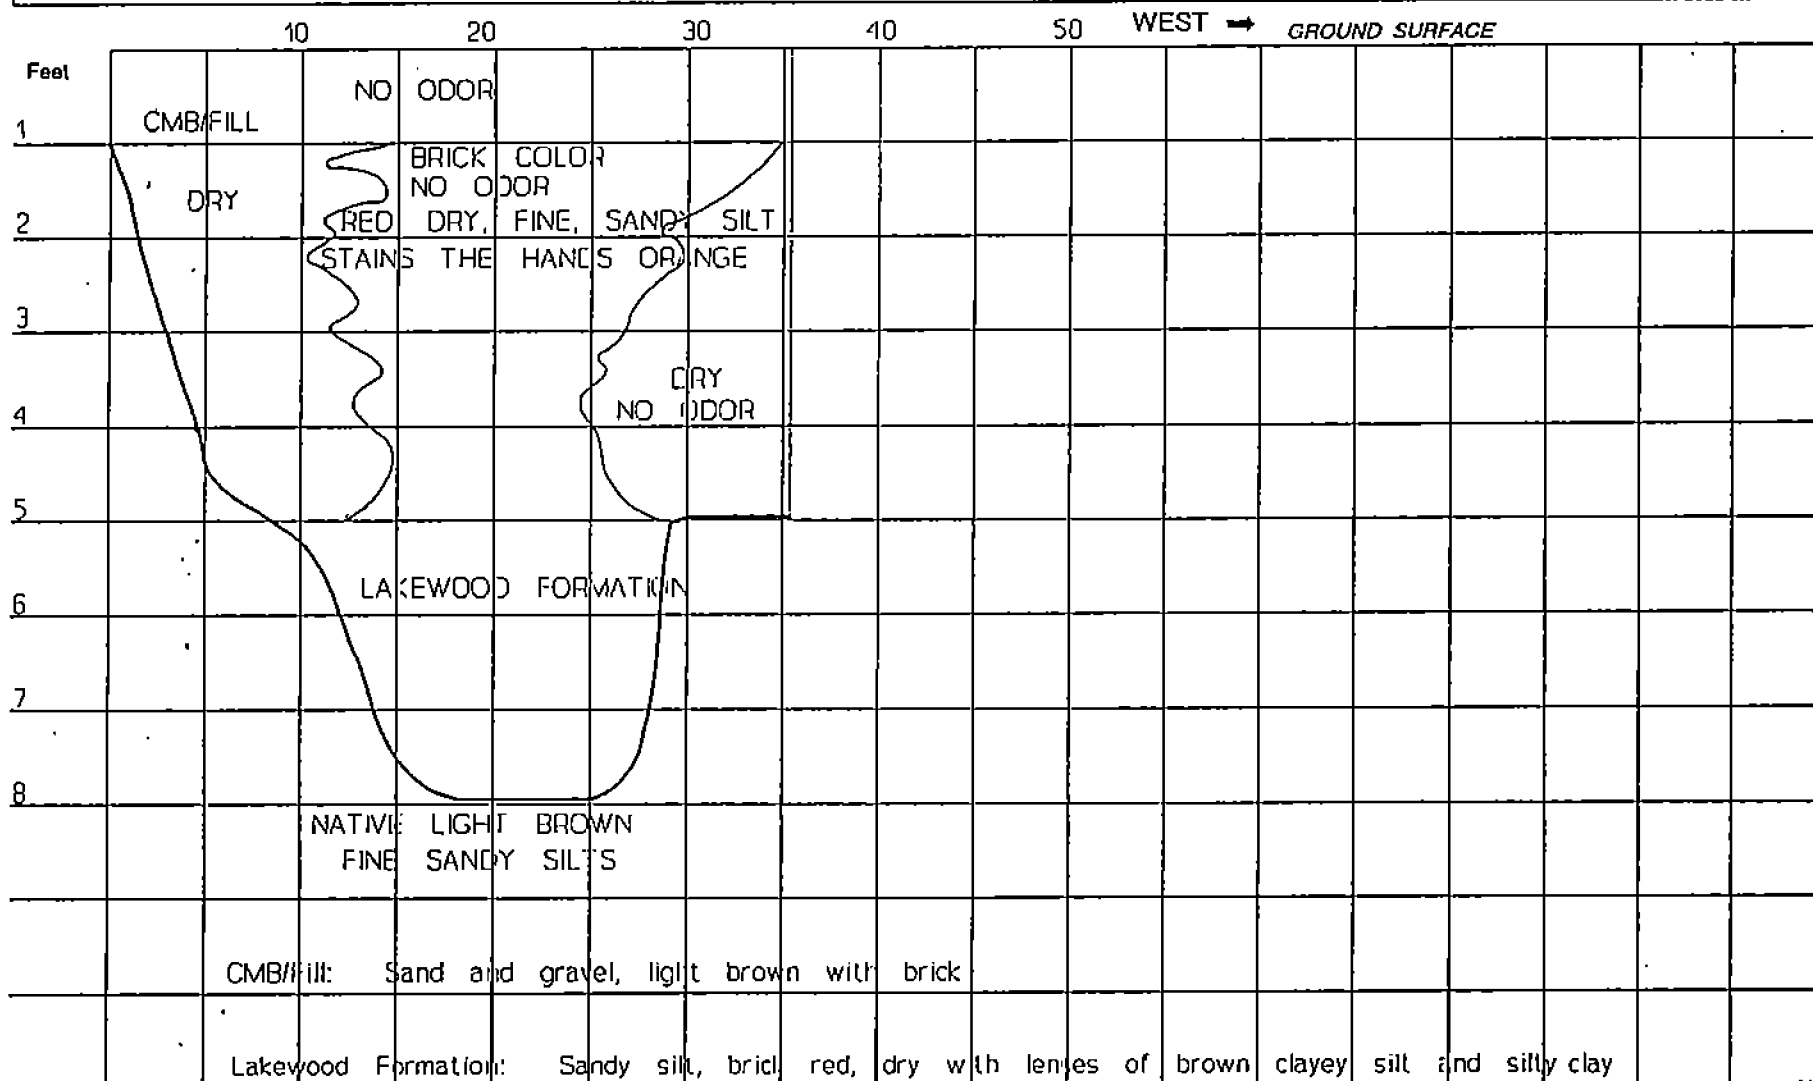 10 20 30 40 50 WEST ➡ GROUND SURFACE
Feet
NO ODOR
CMB/FILL
1
BRICK COLOR
NO ODOR
DRY
RED DRY, FINE, SANDY SILT
2
STAINS THE HANDS ORANGE
3
DRY
NO ODOR
4
5
LAKEWOOD FORMATION
6
7
8
NATIVE LIGHT BROWN
FINE SANDY SILTS
CMB/Fill: Sand and gravel, light brown with brick
Lakewood Formation: Sandy silt, brick red, dry with lenses of brown clayey silt and silty clay